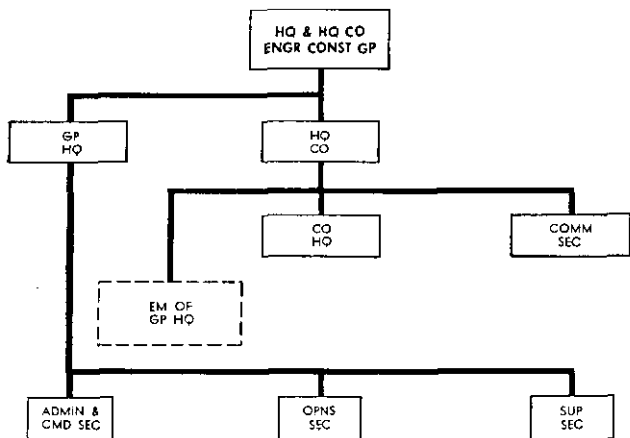 HQ & HQ CO
ENGR CONST GP
GP
HQ
HQ
CO
CO
HQ
COMM
SEC
EM OF
GP HQ
ADMIN &
CMD SEC
OPNS
SEC
SUP
SEC